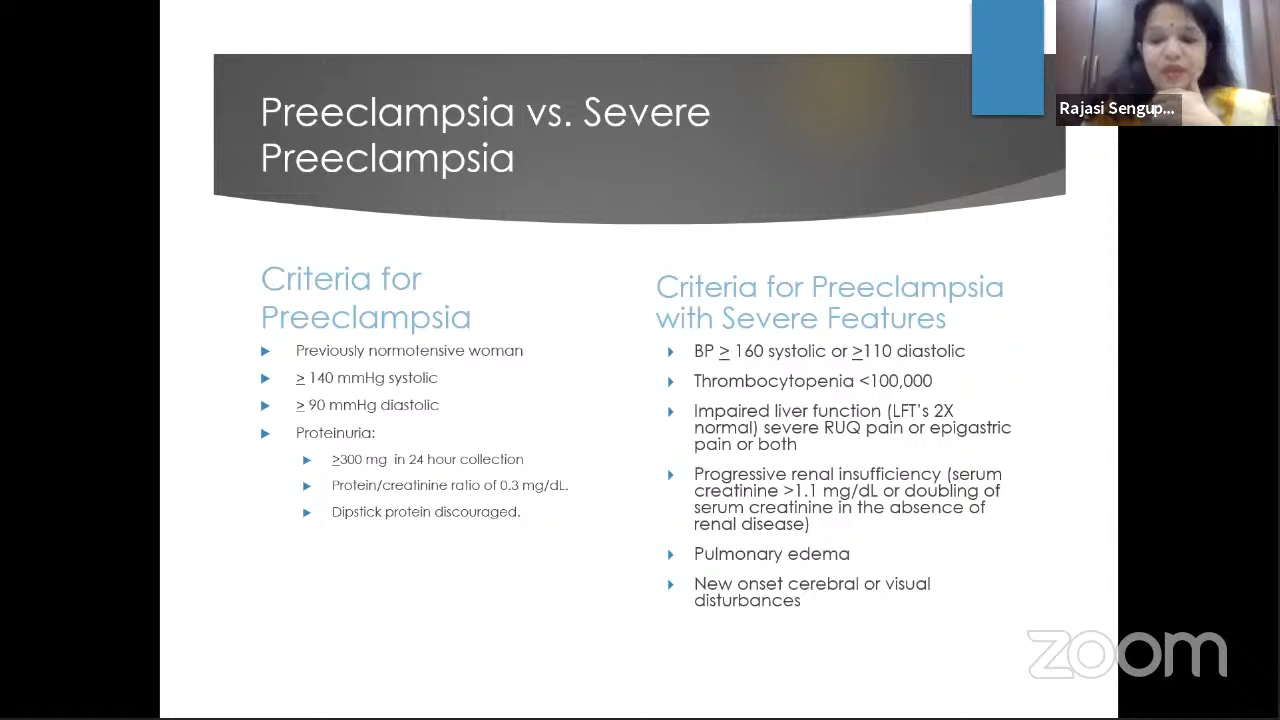 Preeclampsia vs. Severe
Preeclampsia
Rajasi Sengup...
Criteria for
Preeclampsia
Previously normotensive woman
≥ 140 mmHg systolic
≥ 90 mmHg diastolic
Proteinuria:
≥300 mg in 24 hour collection
Protein/creatinine ratio of 0.3 mg/dL.
Dipstick protein discouraged.
Criteria for Preeclampsia
with Severe Features
BP ≥ 160 systolic or ≥110 diastolic
Thrombocytopenia <100,000
Impaired liver function (LFT's 2X
normal) severe RUQ pain or epigastric
pain or both
Progressive renal insufficiency (serum
creatinine >1.1 mg/dL or doubling of
serum creatinine in the absence of
renal disease)
Pulmonary edema
New onset cerebral or visual
disturbances
zoom